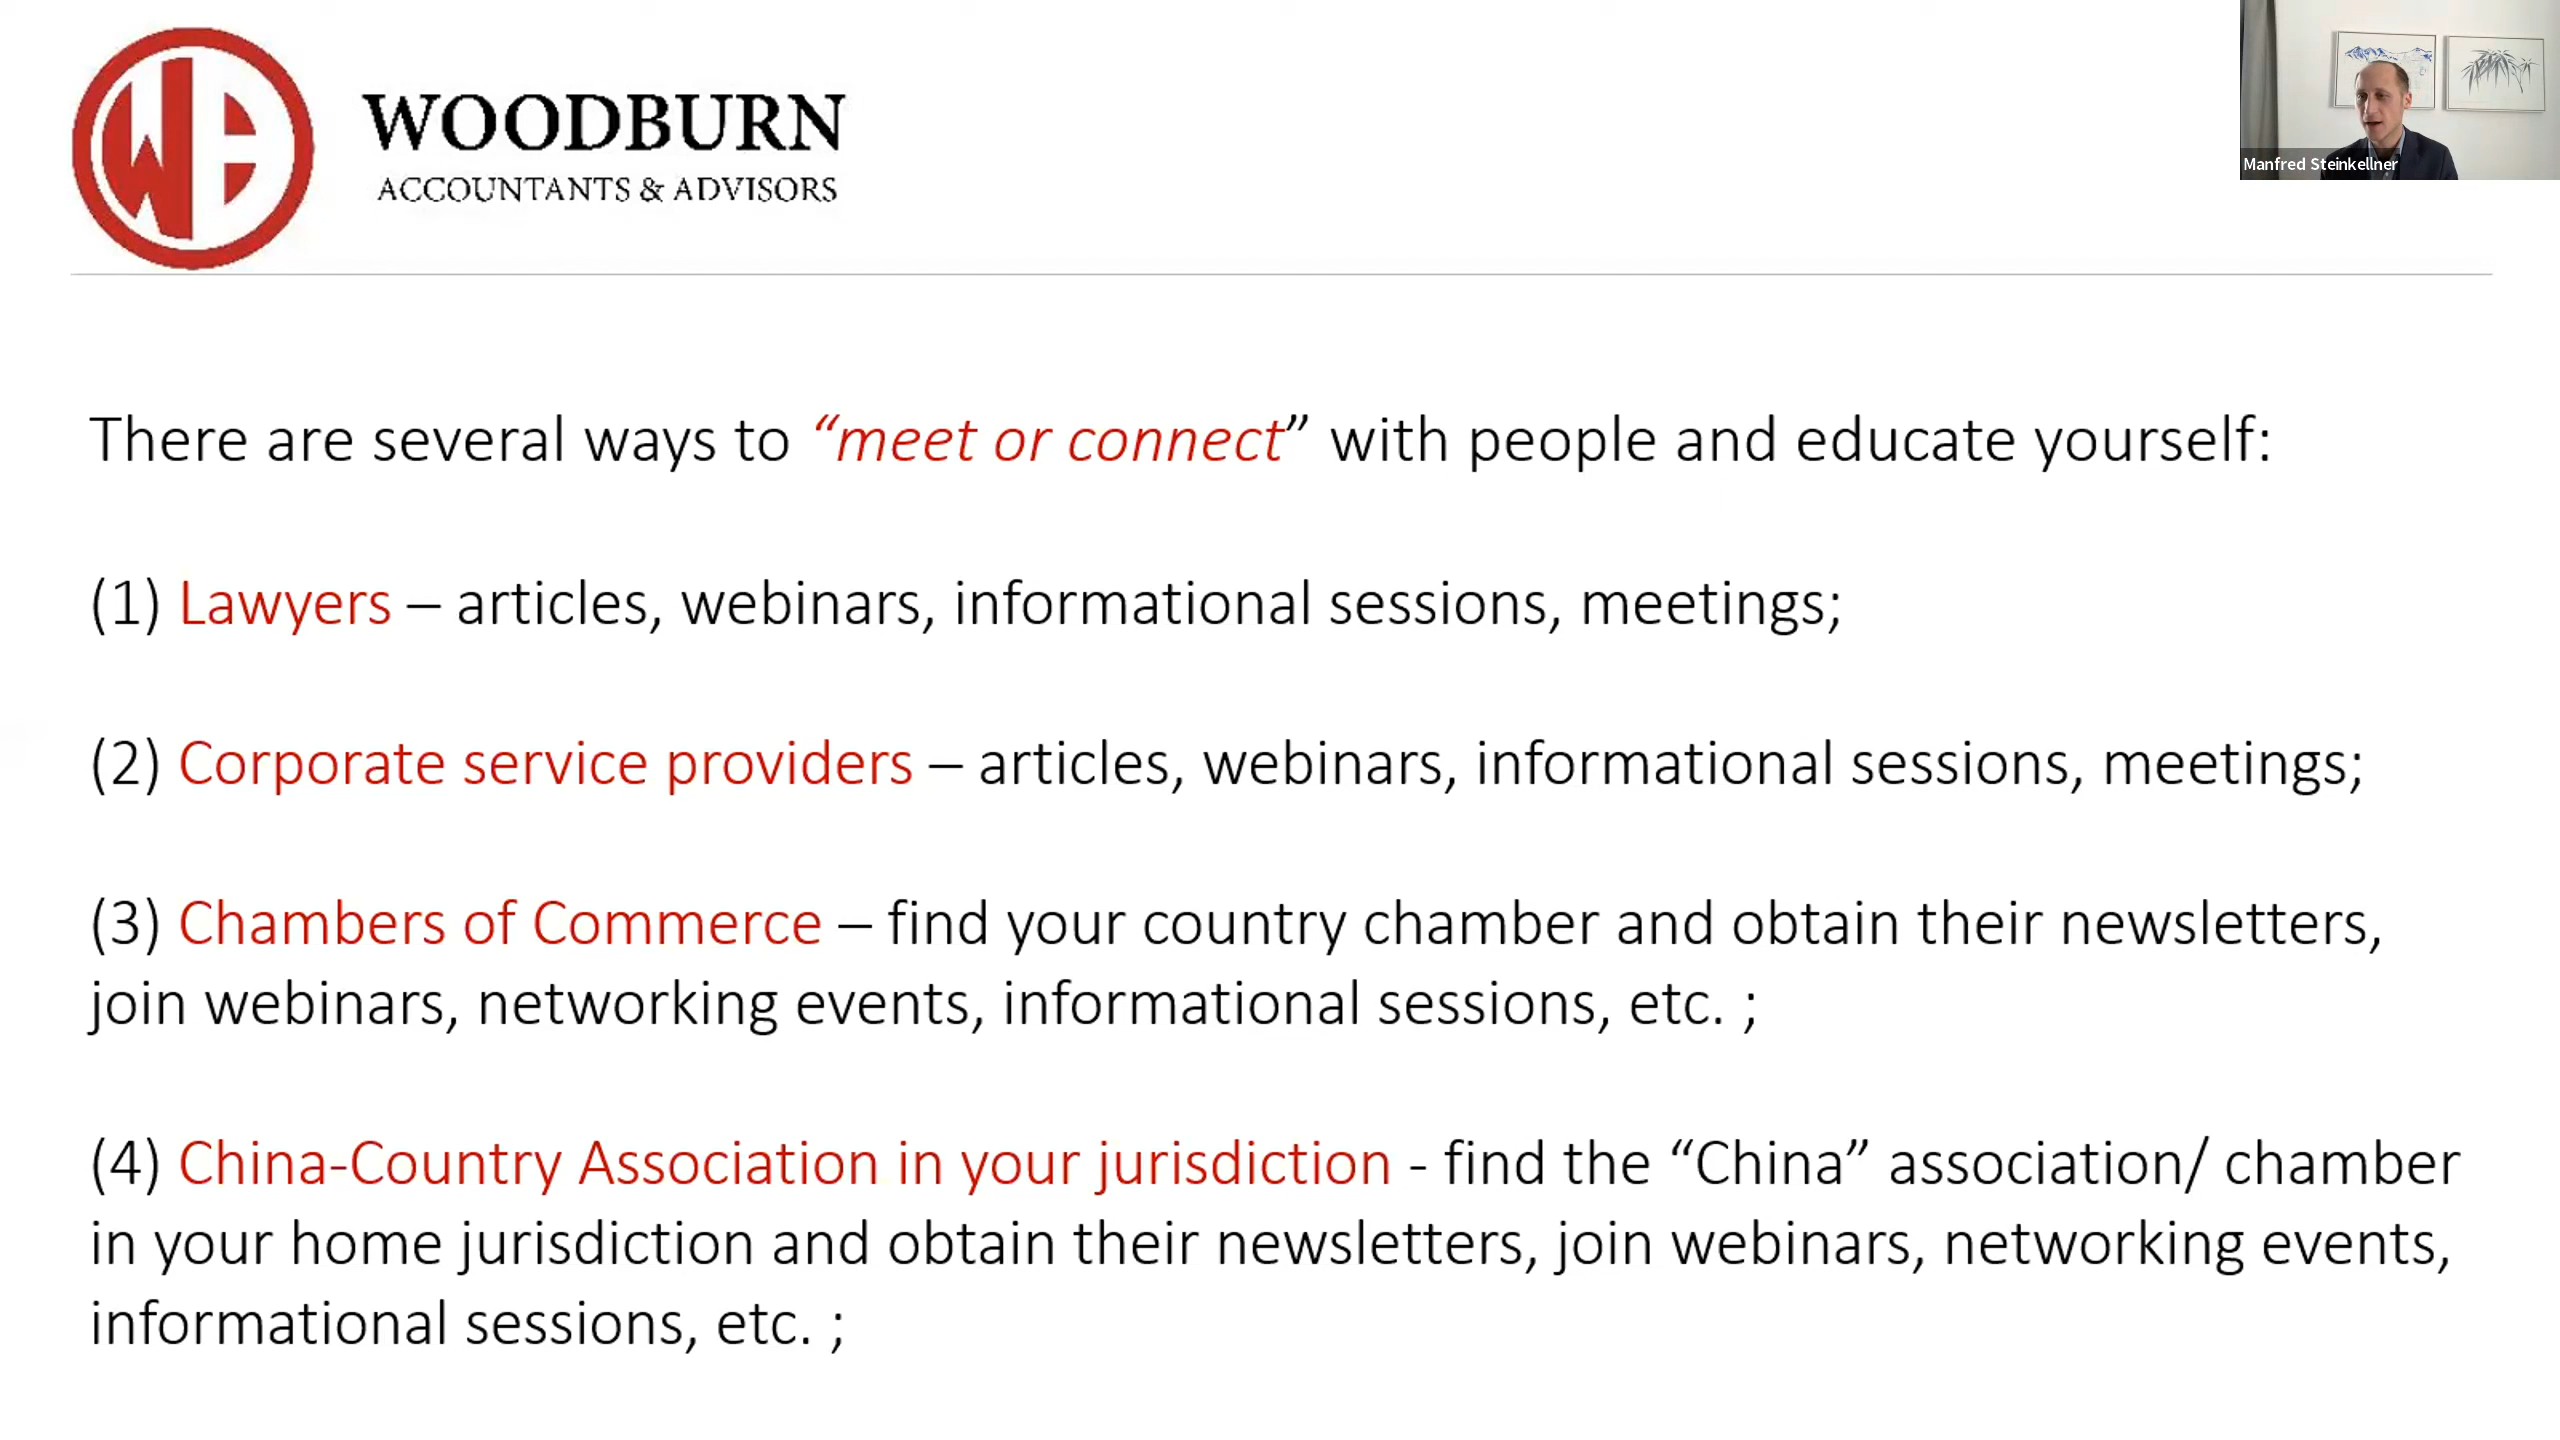 WB
WOODBURN
ACCOUNTANTS & ADVISORS
Manfred Steinkellner
There are several ways to “meet or connect” with people and educate yourself:
(1) Lawyers – articles, webinars, informational sessions, meetings;
(2) Corporate service providers – articles, webinars, informational sessions, meetings;
(3) Chambers of Commerce – find your country chamber and obtain their newsletters,
join webinars, networking events, informational sessions, etc. ;
(4) China-Country Association in your jurisdiction - find the “China” association/ chamber
in your home jurisdiction and obtain their newsletters, join webinars, networking events,
informational sessions, etc. ;